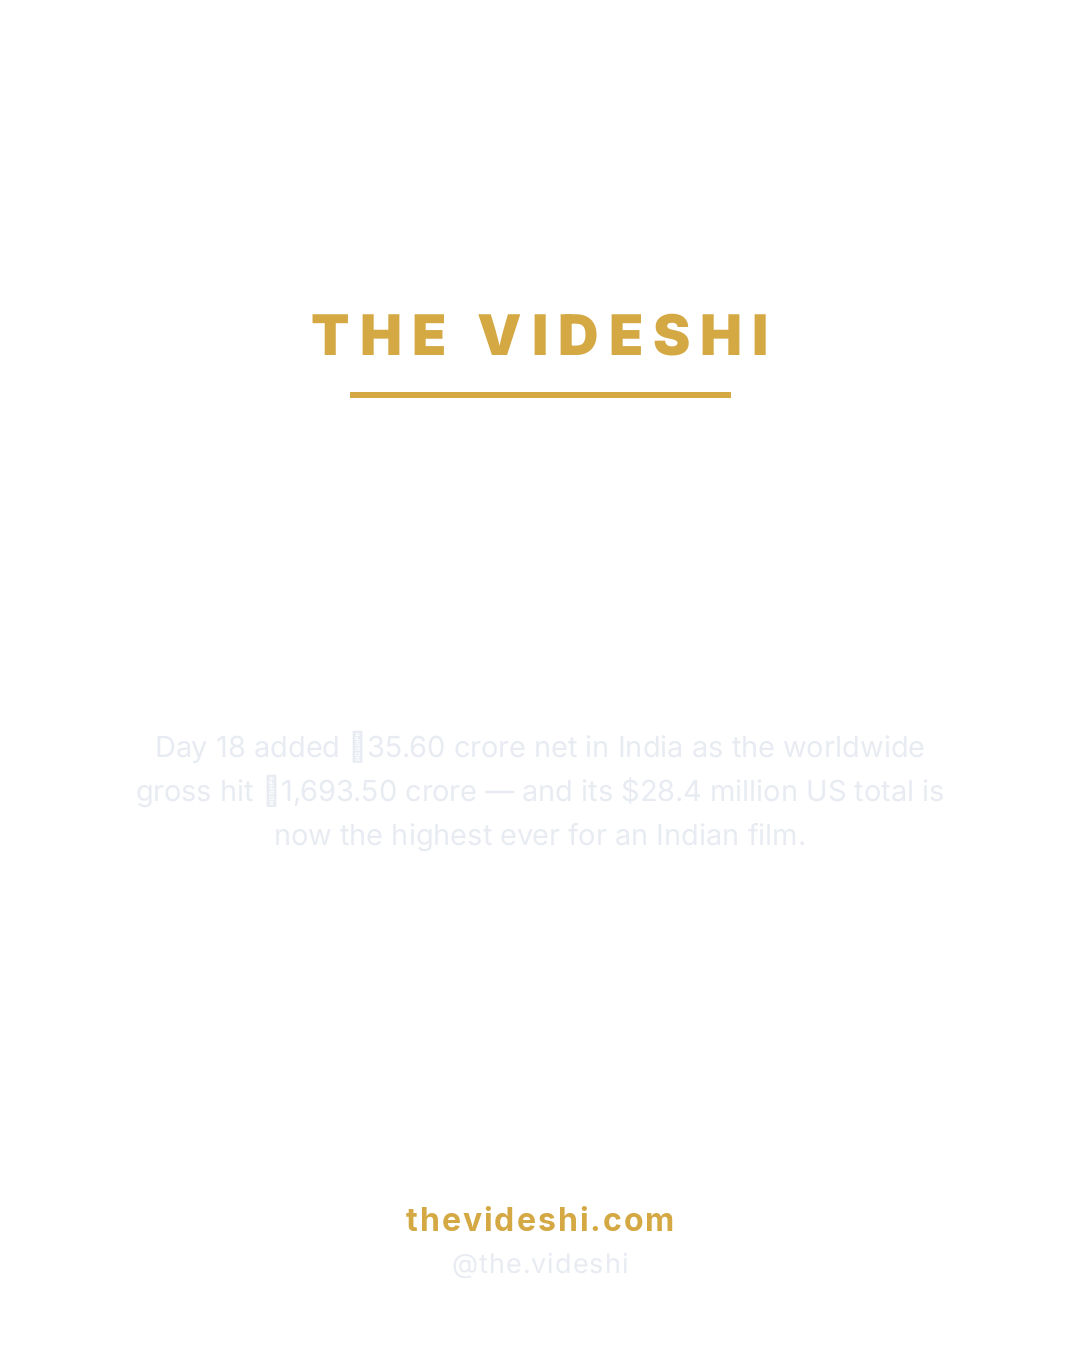 THE VIDESHI
Day 18 added 35.60 crore net in India as the worldwide
gross hit 1,693.50 crore — and its $28.4 million US total is
now the highest ever for an Indian film.
thevideshi.com
@the.videshi